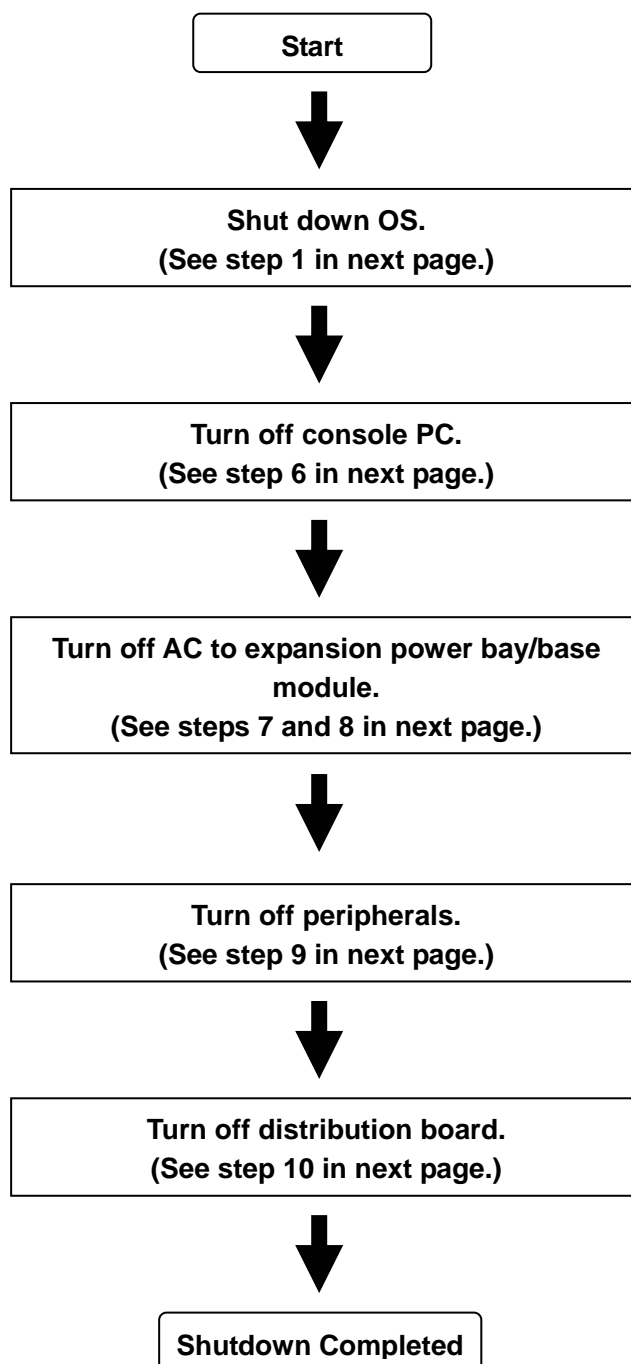 Start
Shut down OS.
(See step 1 in next page.)
Turn off console PC.
(See step 6 in next page.)
Turn off AC to expansion power bay/base
module.
(See steps 7 and 8 in next page.)
Turn off peripherals.
(See step 9 in next page.)
Turn off distribution board.
(See step 10 in next page.)
Shutdown Completed